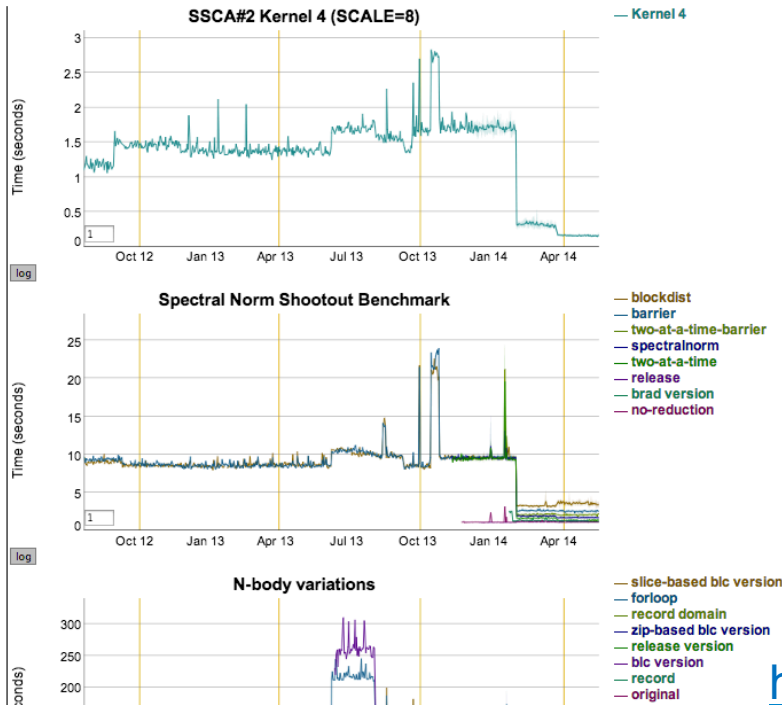 SSCA#2 Kernel 4 (SCALE=8)
Kernel 4
3
2.5
2
1.5
1
0.5
0
Time (seconds)
1
Oct 12 Jan 13 Apr 13 Jul 13 Oct 13 Jan 14 Apr 14
log
Spectral Norm Shootout Benchmark
blockdist
barrier
two-at-a-time-barrier
spectralnorm
two-at-a-time
release
brad version
no-reduction
25
20
15
10
5
0
Time (seconds)
1
Oct 12 Jan 13 Apr 13 Jul 13 Oct 13 Jan 14 Apr 14
log
N-body variations
slice-based blc version
forloop
record domain
zip-based blc version
release version
blc version
record
original
300
250
200
conds)
h